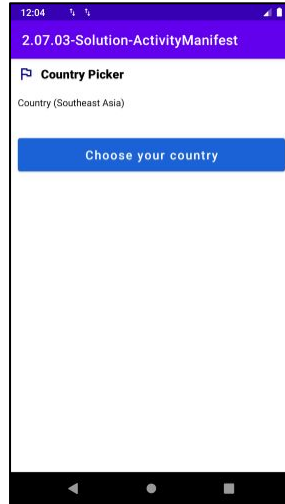 12:04
2.07.03-Solution-ActivityManifest
Country Picker
Country (Southeast Asia)
Choose your country